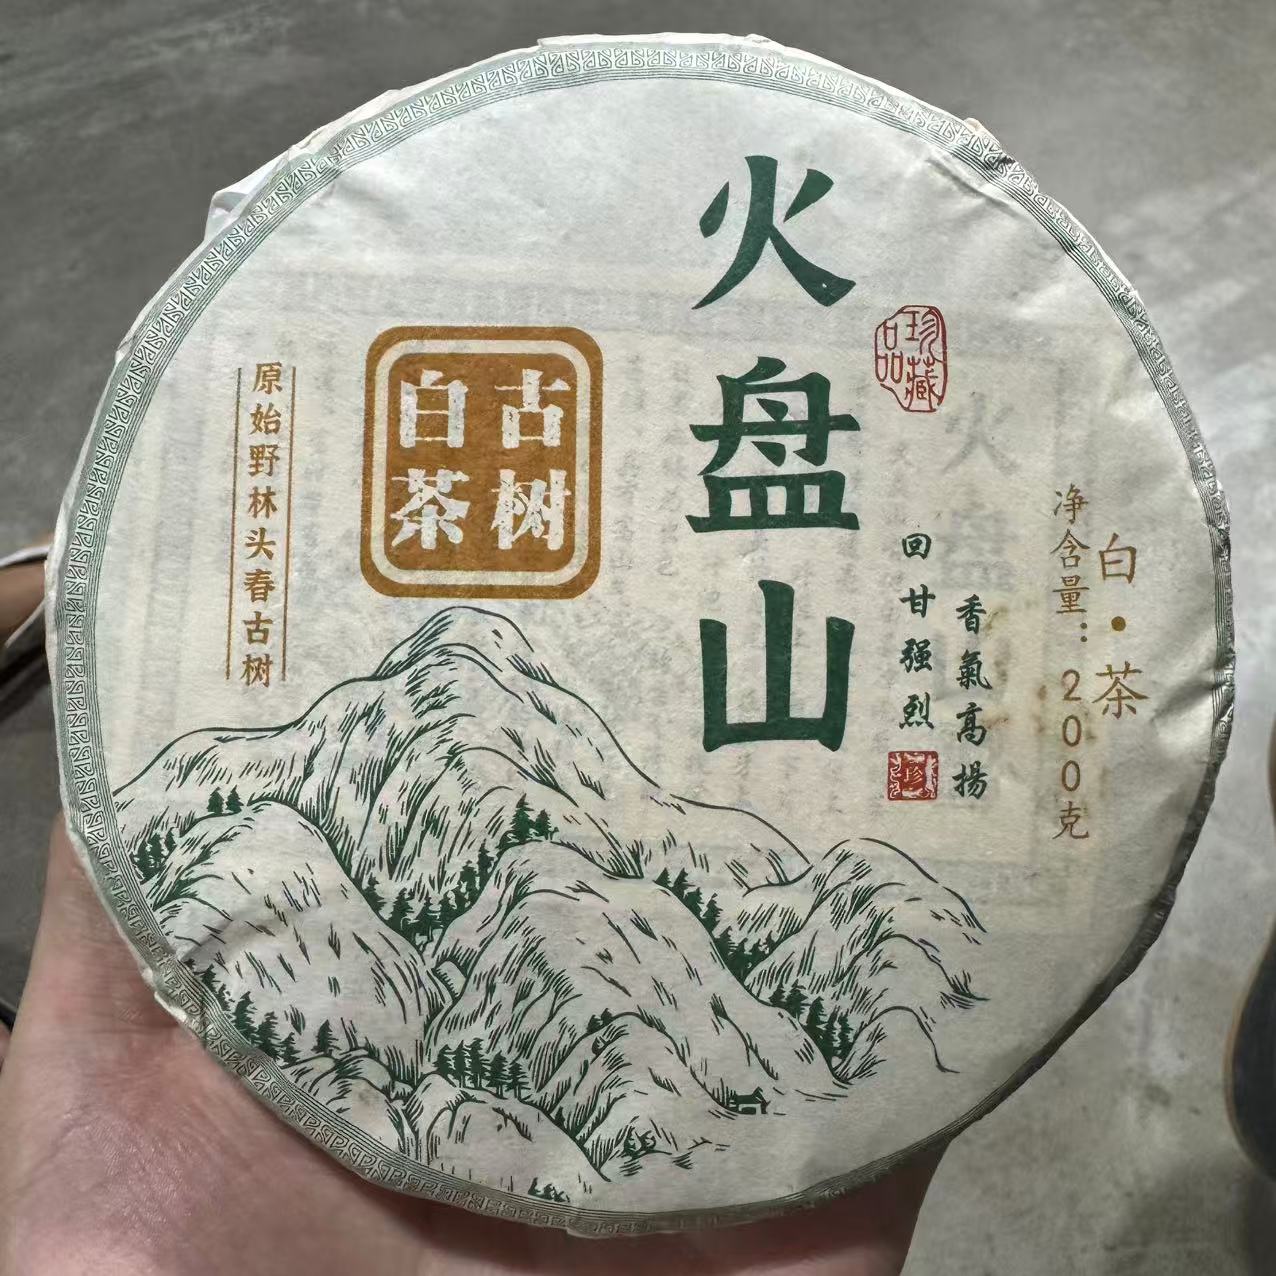 白·茶
净含量：200克
珍藏
品
火盘山
香氣高揚
回甘强烈
珍
古树
白茶
原始野林头春古树